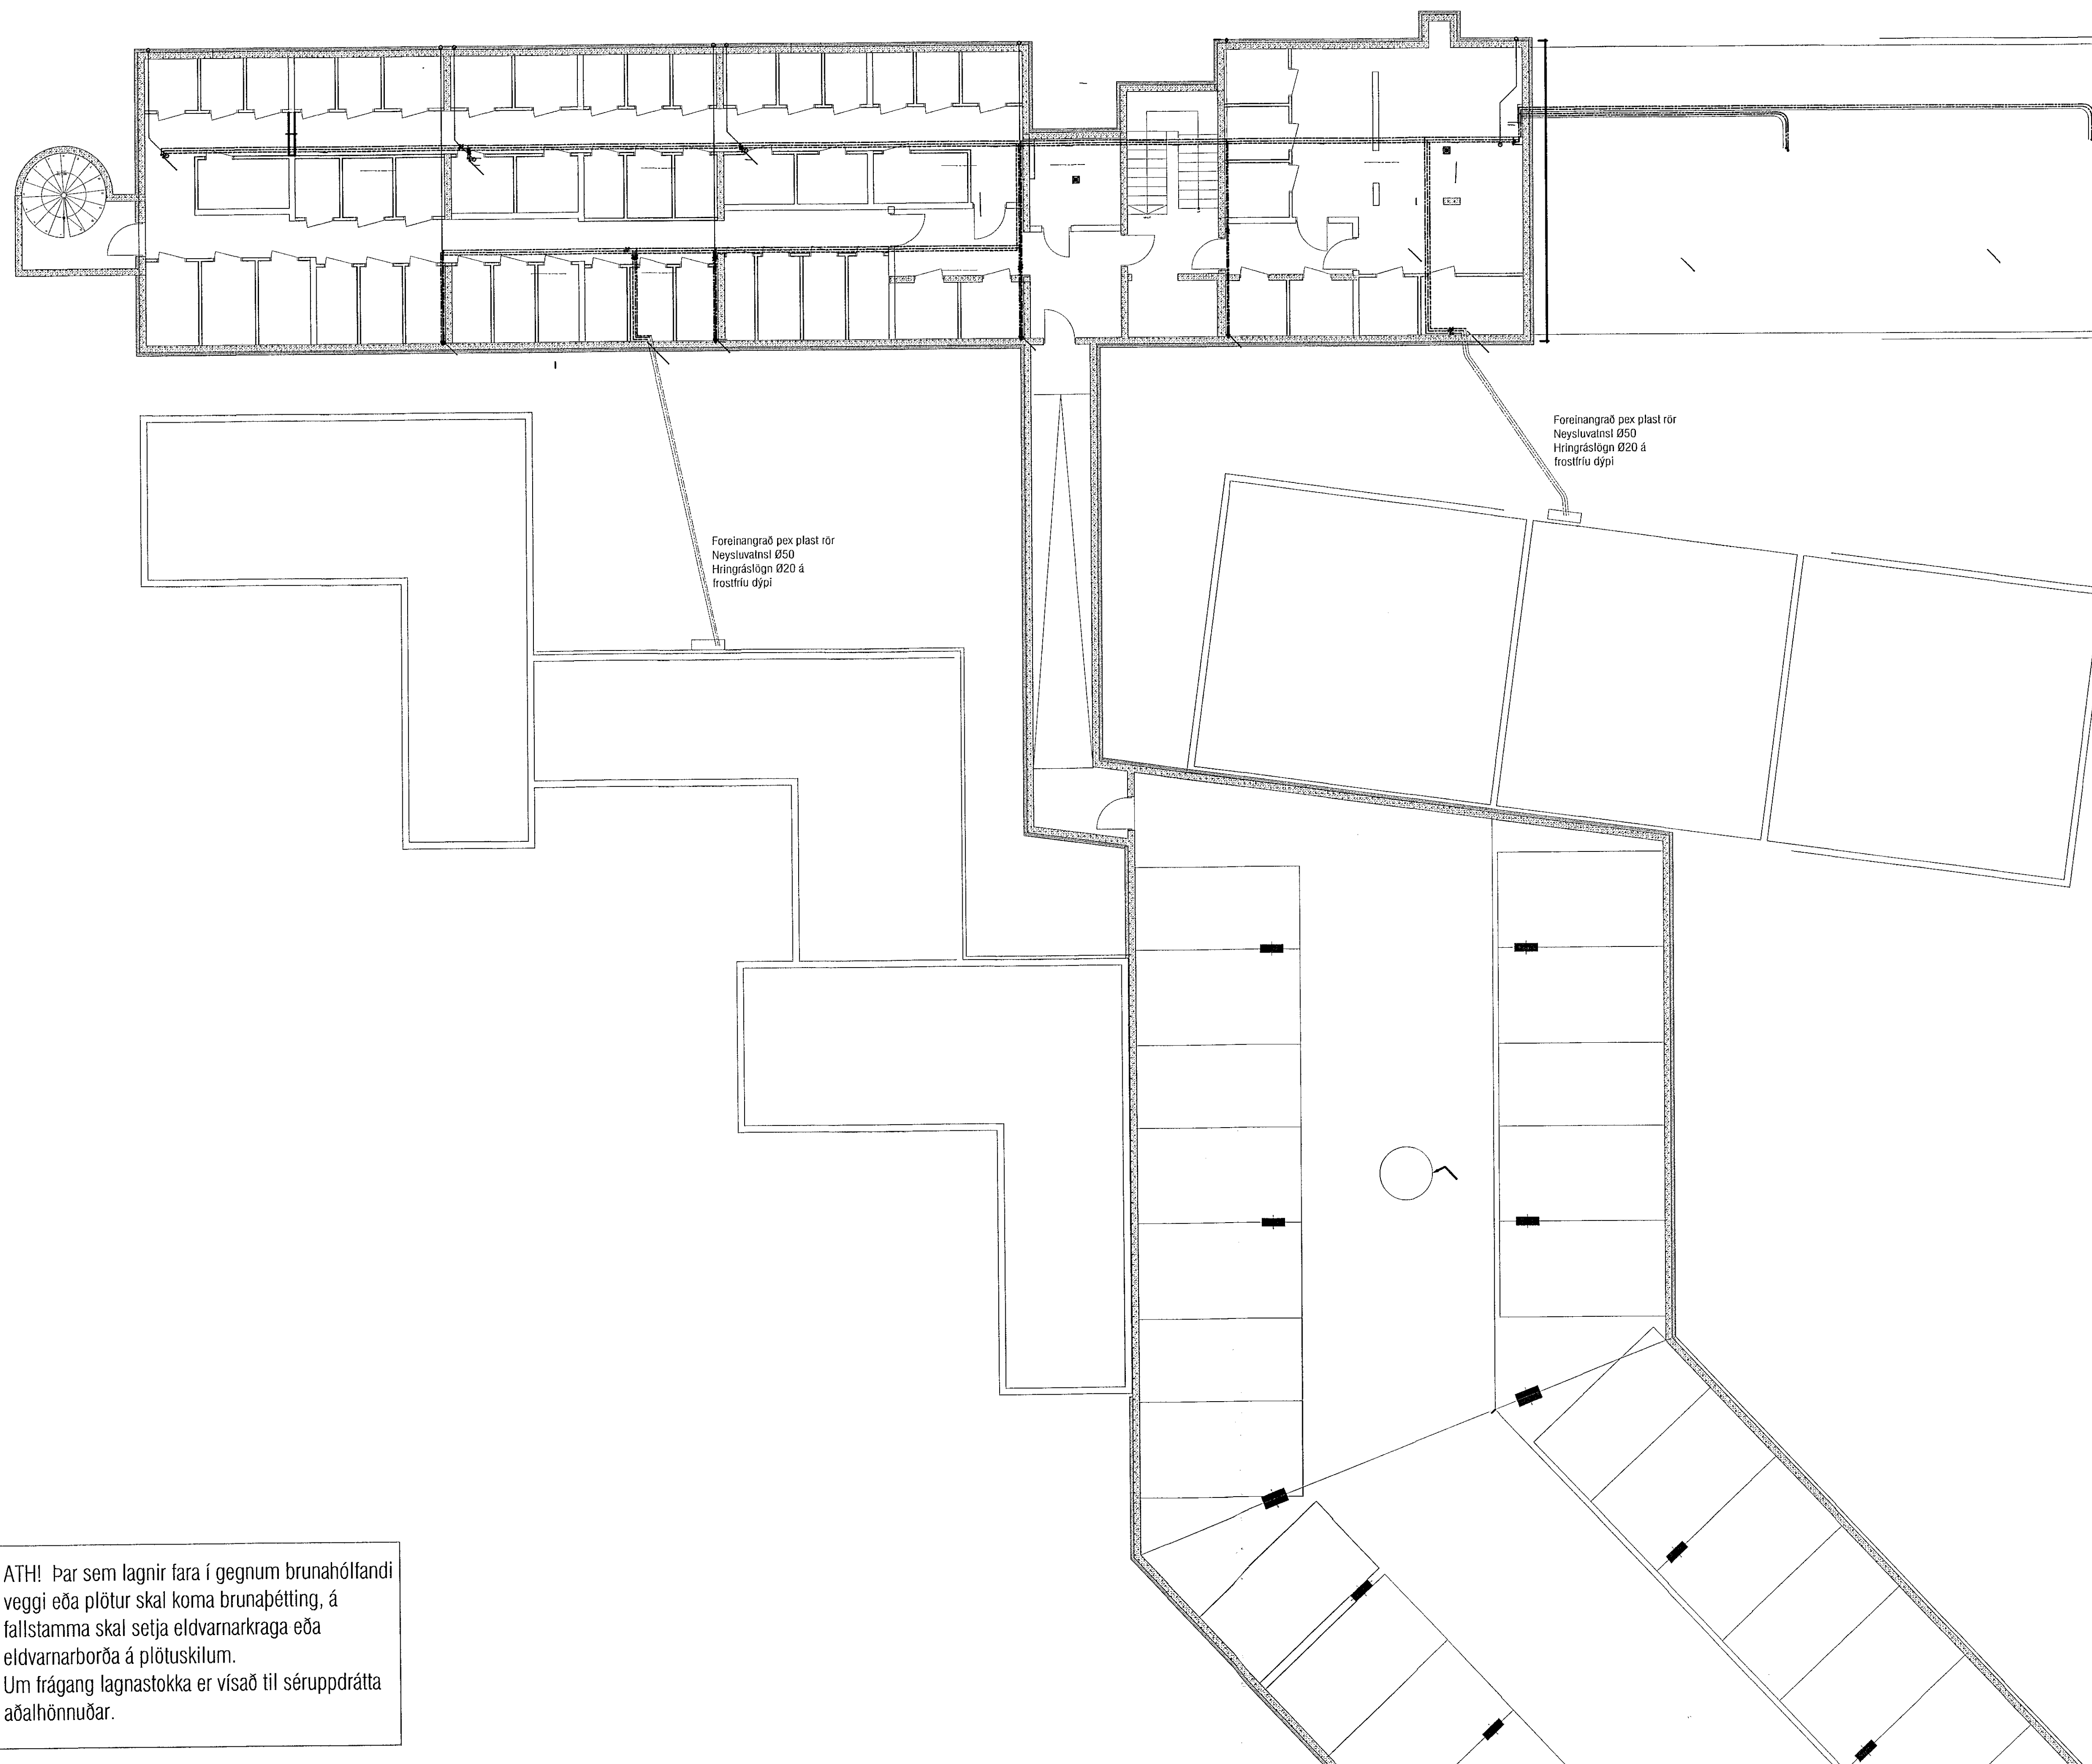 Foreinangrað pex plast rör
Neysluvatnsl Ø50
Hringráslögn Ø20 á
frostfríu dýpi
Foreinangrað pex plast rör
Neysluvatnsl Ø50
Hringráslögn Ø20 á
frostfríu dýpi
ATH! Þar sem lagnir fara í gegnum brunahólfandi
veggi eða plötur skal koma brunaþétting, á
fallstamma skal setja eldvarnarkraga eða
eldvarnarborða á plötuskilum.
Um frágang lagnastokka er vísað til séruppdrátta
aðalhönnuðar.